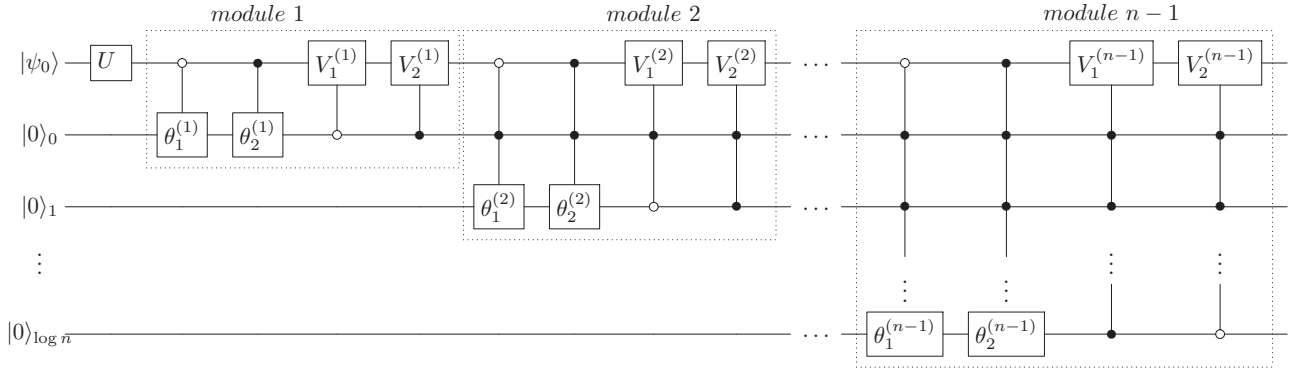 module 1 module 2 module n − 1
|ψ₀⟩ U V₁⁽¹⁾ V₂⁽¹⁾ V₁⁽²⁾ V₂⁽²⁾ ... V₁⁽ⁿ⁻¹⁾ V₂⁽ⁿ⁻¹⁾
|0⟩₀ θ₁⁽¹⁾ θ₂⁽¹⁾ ...
|0⟩₁ θ₁⁽²⁾ θ₂⁽²⁾ ...
⋮ ⋮ ⋮ ⋮ ⋮
|0⟩log n ... θ₁⁽ⁿ⁻¹⁾ θ₂⁽ⁿ⁻¹⁾